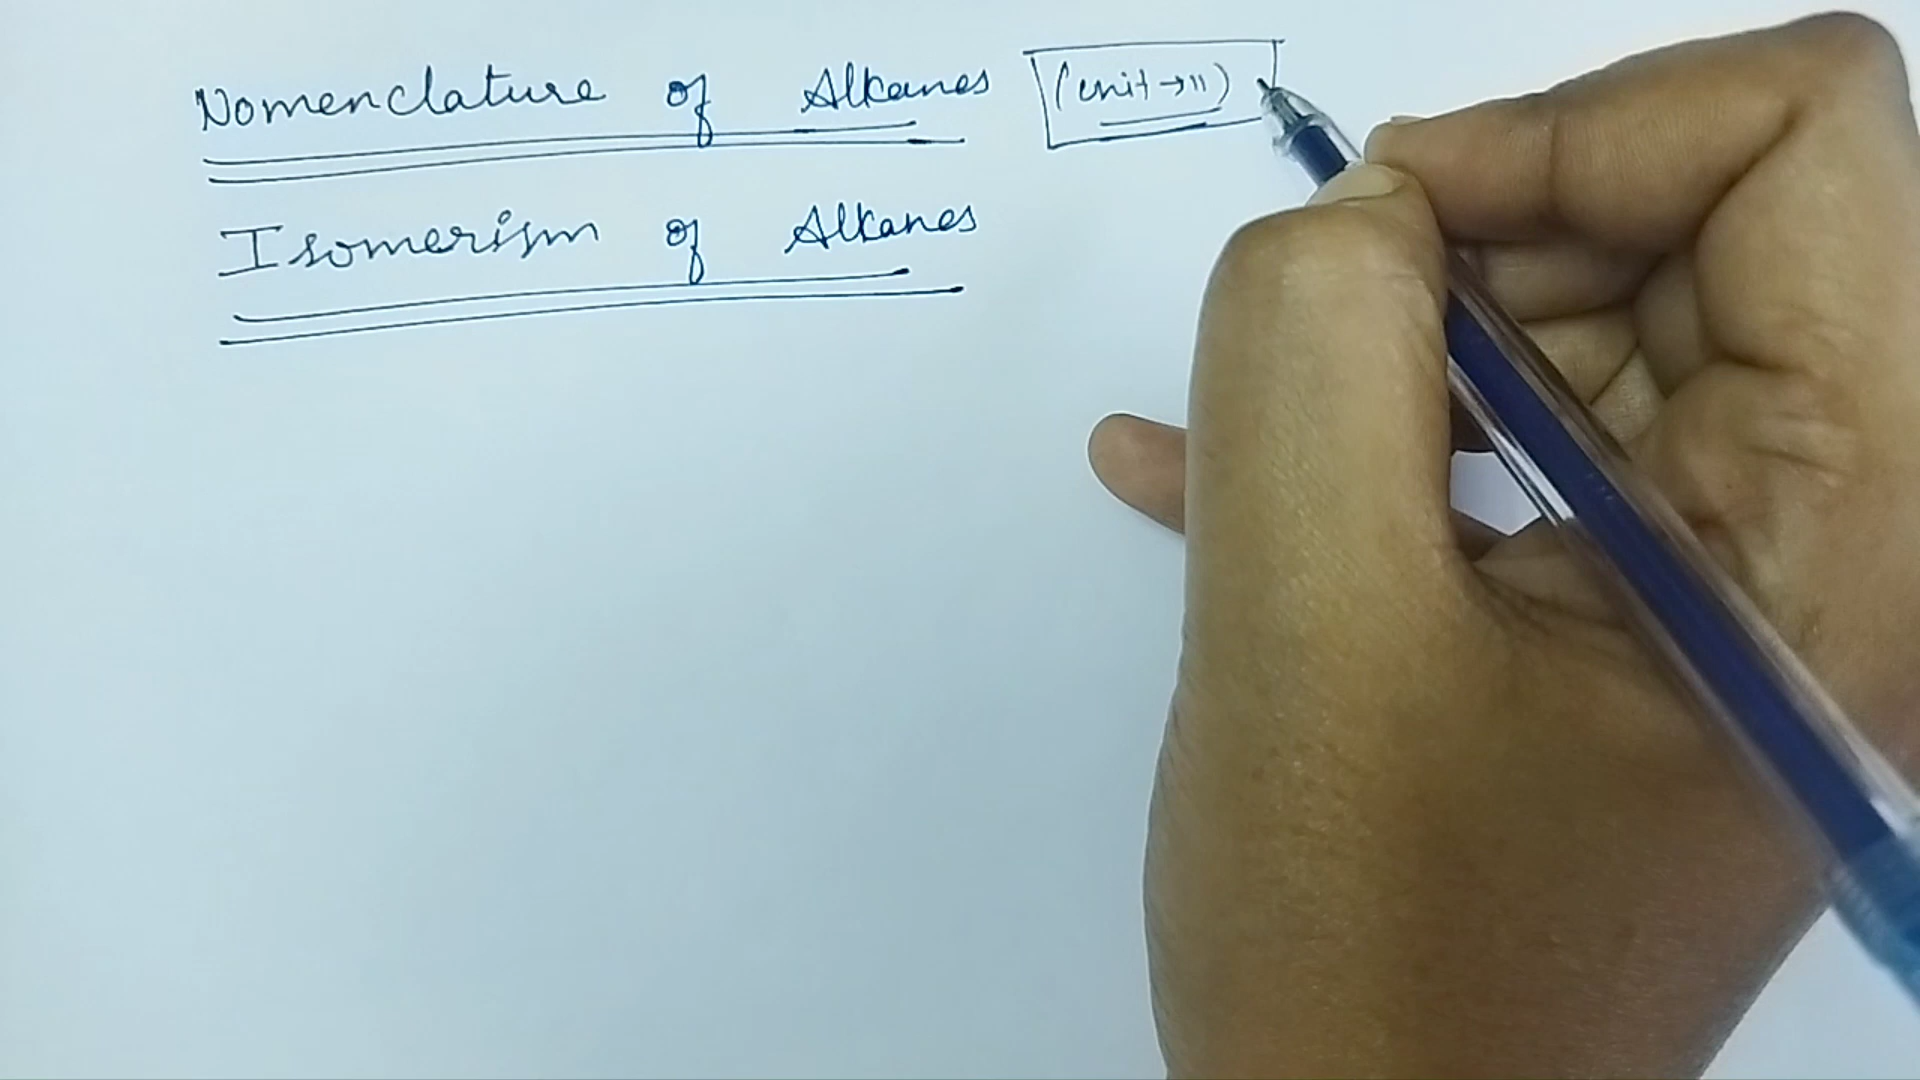 Nomenclature of Alkanes (Unit→11)
Isomerism of Alkanes